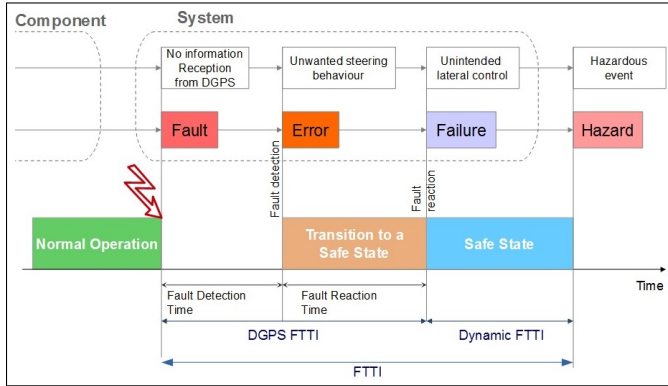 Component
System
No information
Reception
from DGPS
Unwanted steering
behaviour
Unintended
lateral control
Hazardous
event
Fault
Error
Failure
Hazard
Fault detection
Fault
reaction
Normal Operation
Transition to a
Safe State
Safe State
Time
Fault Detection
Time
Fault Reaction
Time
DGPS FTTI
Dynamic FTTI
FTTI